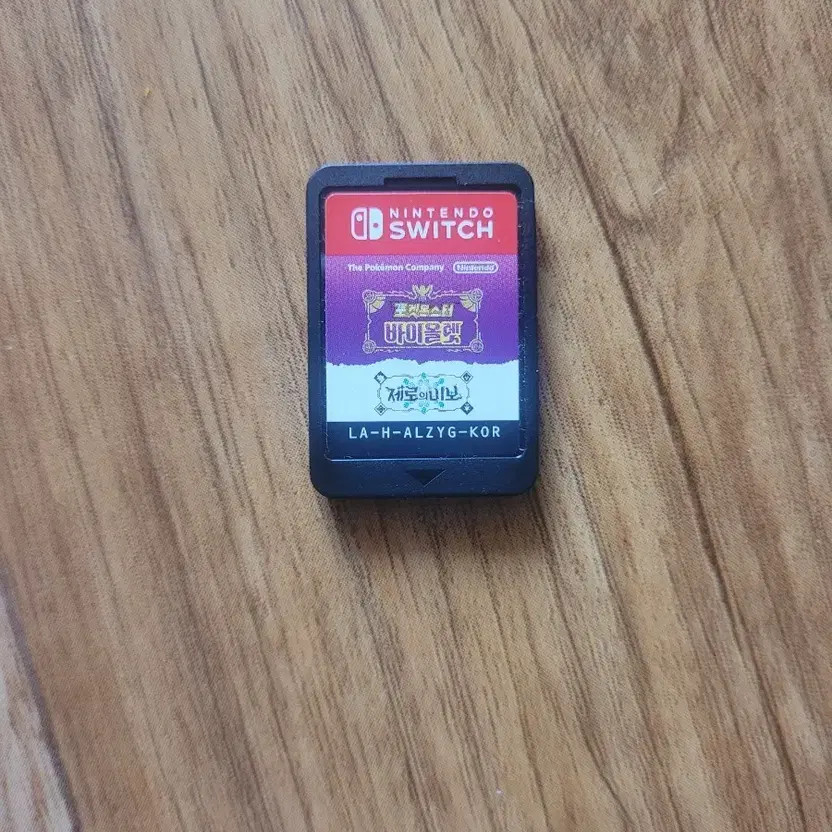 NINTENDO
SWITCH
The Pokémon Company Nintendo
포켓몬스터
바이올렛
제로의 비보
LA-H-ALZYG-KOR